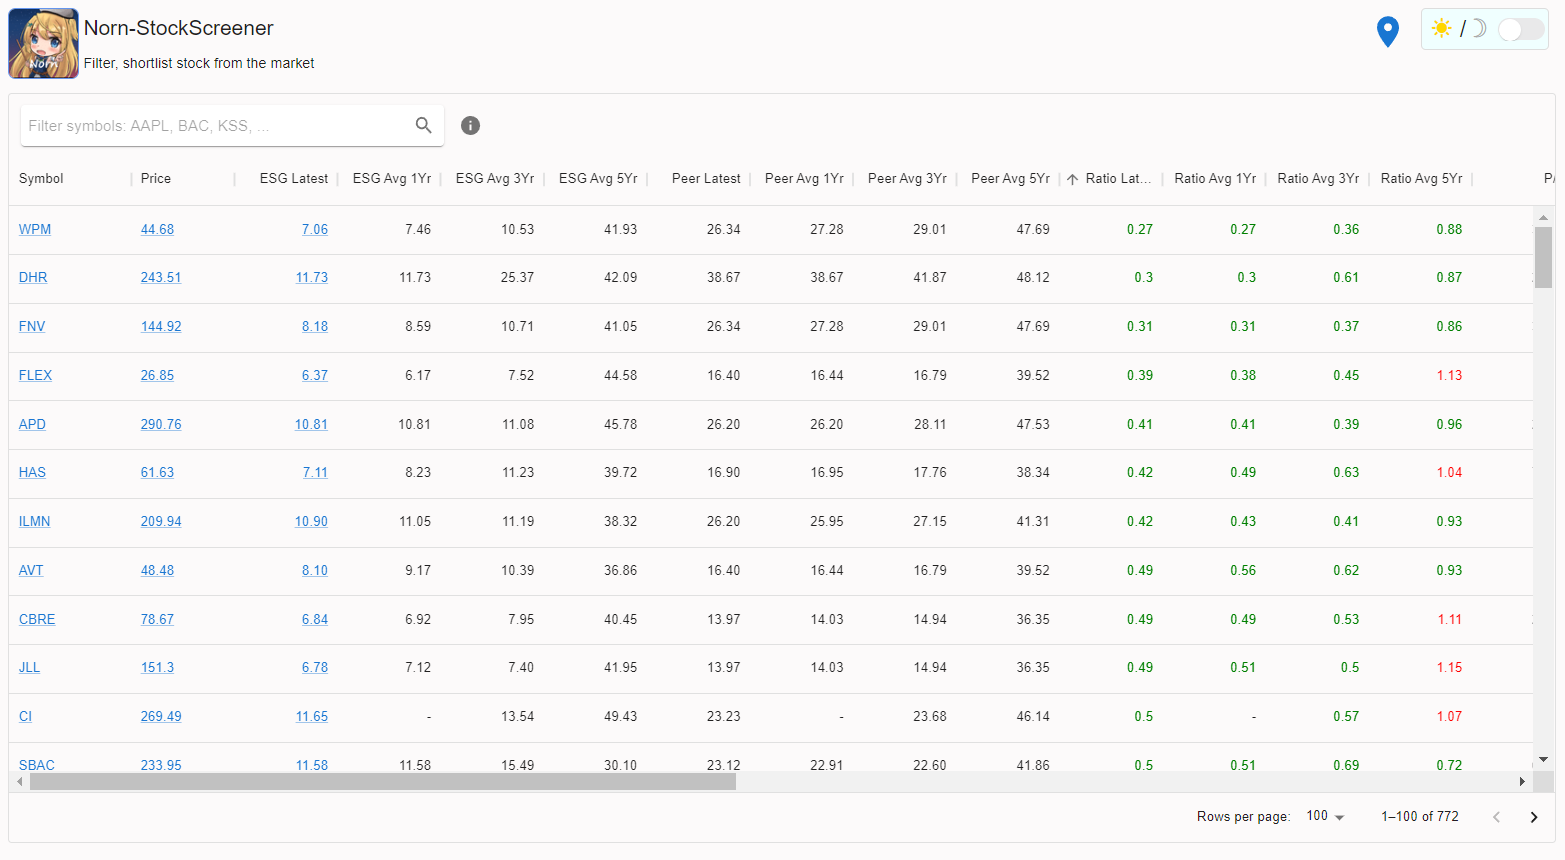 Norn-StockScreener
Filter, shortlist stock from the market
Norn
/
Filter symbols: AAPL, BAC, KSS, ...
Symbol Price ESG Latest ESG Avg 1Yr ESG Avg 3Yr ESG Avg 5Yr Peer Latest Peer Avg 1Yr Peer Avg 3Yr Peer Avg 5Yr Ratio Lat... Ratio Avg 1Yr Ratio Avg 3Yr Ratio Avg 5Yr
WPM 44.68 7.06 7.46 10.53 41.93 26.34 27.28 29.01 47.69 0.27 0.27 0.36 0.88
DHR 243.51 11.73 11.73 25.37 42.09 38.67 38.67 41.87 48.12 0.3 0.3 0.61 0.87
FNV 144.92 8.18 8.59 10.71 41.05 26.34 27.28 29.01 47.69 0.31 0.31 0.37 0.86
FLEX 26.85 6.37 6.17 7.52 44.58 16.40 16.44 16.79 39.52 0.39 0.38 0.45 1.13
APD 290.76 10.81 10.81 11.08 45.78 26.20 26.20 28.11 47.53 0.41 0.41 0.39 0.96
HAS 61.63 7.11 8.23 11.23 39.72 16.90 16.95 17.76 38.34 0.42 0.49 0.63 1.04
ILMN 209.94 10.90 11.05 11.19 38.32 26.20 25.95 27.15 41.31 0.42 0.43 0.41 0.93
AVT 48.48 8.10 9.17 10.39 36.86 16.40 16.44 16.79 39.52 0.49 0.56 0.62 0.93
CBRE 78.67 6.84 6.92 7.95 40.45 13.97 14.03 14.94 36.35 0.49 0.49 0.53 1.11
JLL 151.3 6.78 7.12 7.40 41.95 13.97 14.03 14.94 36.35 0.49 0.51 0.5 1.15
CI 269.49 11.65 - 13.54 49.43 23.23 - 23.68 46.14 0.5 - 0.57 1.07
SBAC 233.95 11.58 11.58 15.49 30.10 23.12 22.91 22.60 41.86 0.5 0.51 0.69 0.72
Rows per page: 100 1–100 of 772